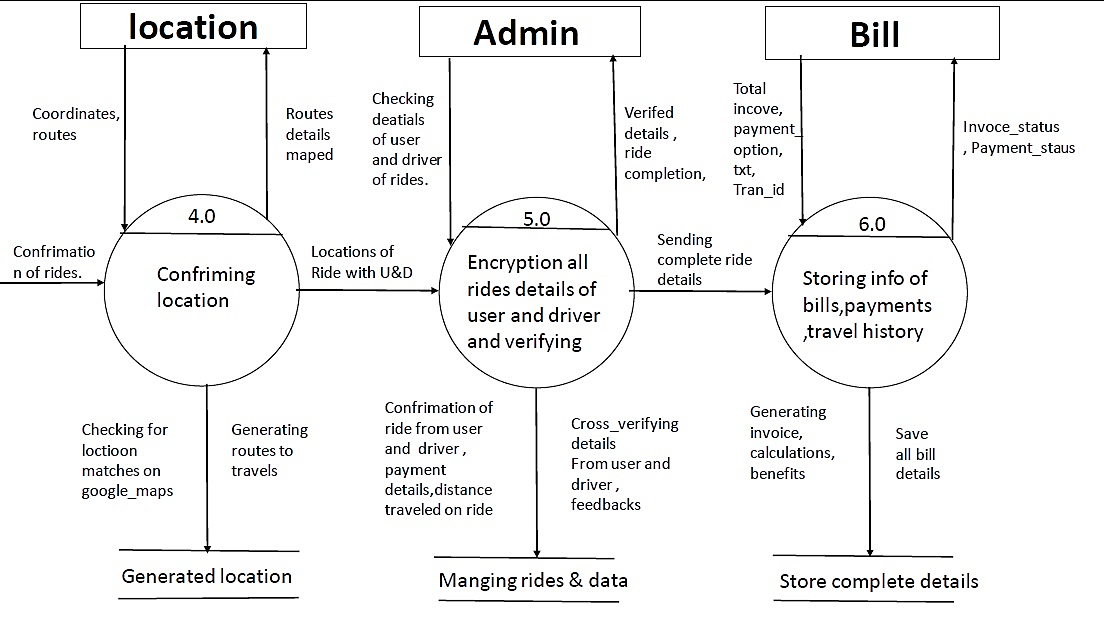 location
Admin
Bill
Coordinates,
routes
Routes
details
maped
Checking
deatials
of user
and driver
of rides.
Verifed
details ,
ride
completion,
Total
incove,
payment_
option,
txt,
Tran_id
Invoce_status
, Payment_staus
4.0
5.0
6.0
Confrimatio
n of rides.
Confriming
location
Locations of
Ride with U&D
Encryption all
rides details of
user and driver
and verifying
Sending
complete ride
details
Storing info of
bills,payments
,travel history
Checking for
loctioon
matches on
google_maps
Generating
routes to
travels
Confrimation of
ride from user
and driver ,
payment
details,distance
traveled on ride
Cross_verifying
details
From user and
driver ,
feedbacks
Generating
invoice,
calculations,
benefits
Save
all bill
details
Generated location
Manging rides & data
Store complete details